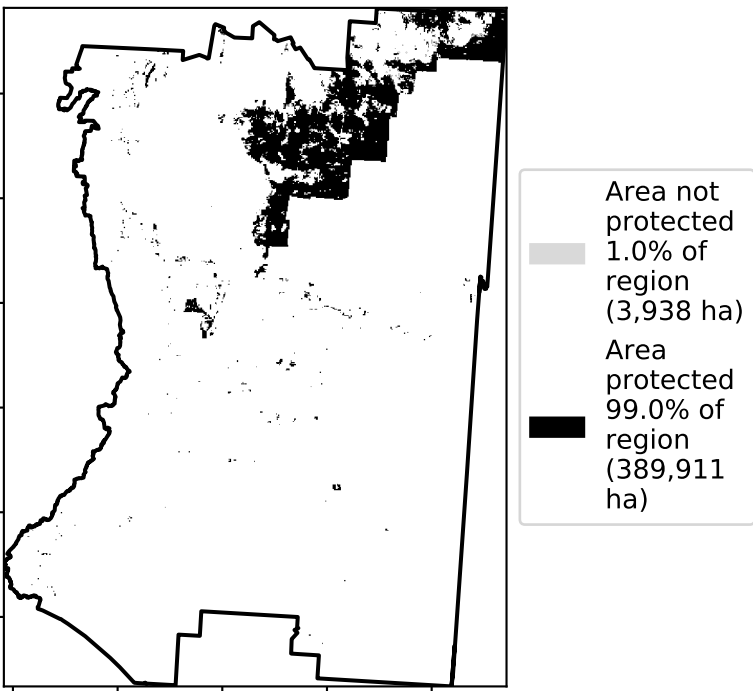 Area not
protected
1.0% of
region
(3,938 ha)
Area
protected
99.0% of
region
(389,911
ha)